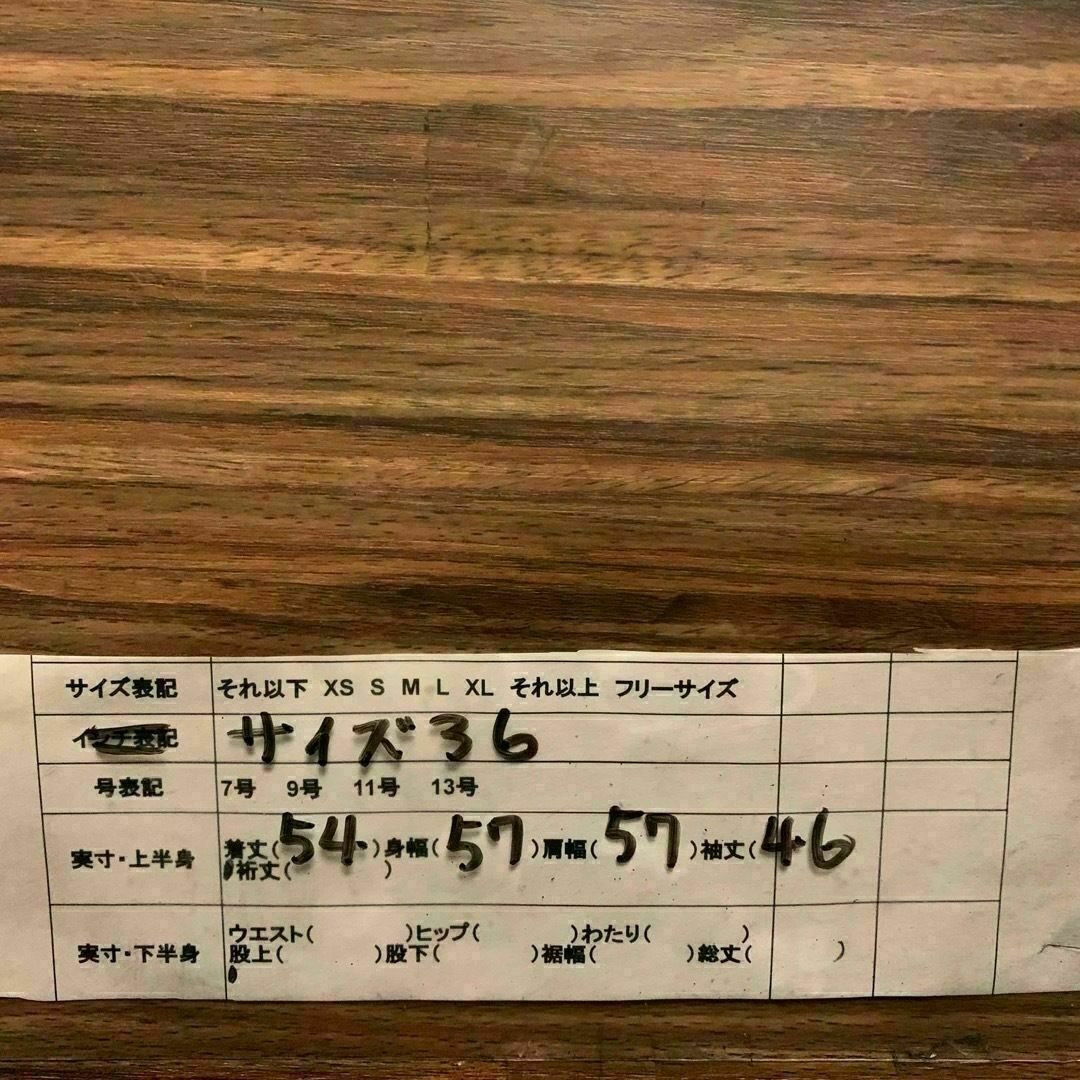 サイズ表記 それ以下 XS S M L XL それ以上 フリーサイズ
インチ表記 サイズ36
号表記 7号 9号 11号 13号
実寸・上半身 着丈(54)身幅(57)肩幅(57)袖丈(46
裄丈( )
実寸・下半身 ウエスト( )ヒップ( )わたり( )
股上( )股下( )裾幅( )総丈( )